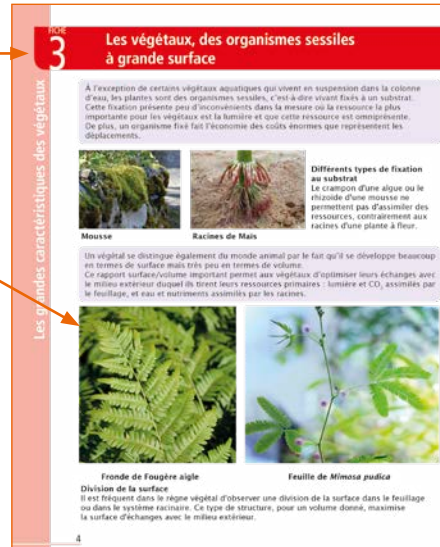 FICHE
3
Les végétaux, des organismes sessiles
à grande surface
Les grandes caractéristiques des végétaux
À l'exception de certains végétaux aquatiques qui vivent en suspension dans la colonne
d'eau, les plantes sont des organismes sessiles, c'est-à-dire vivant fixés à un substrat.
Cette fixation présente peu d'inconvénients dans la mesure où la ressource la plus
importante pour les végétaux est la lumière et que cette ressource est omniprésente.
De plus, un organisme fixé fait l'économie des coûts énormes que représentent les
déplacements.
Mousse
Racines de Maïs
Différents types de fixation
au substrat
Le crampon d'une algue ou le
rhizoïde d'une mousse ne
permettent pas d'assimiler des
ressources, contrairement aux
racines d'une plante à fleur.
Un végétal se distingue également du monde animal par le fait qu'il se développe beaucoup
en termes de surface mais très peu en termes de volume.
Ce rapport surface/volume important permet aux végétaux d'optimiser leurs échanges avec
le milieu extérieur duquel ils tirent leurs ressources primaires : lumière et CO₂ assimilés par
le feuillage, et eau et nutriments assimilés par les racines.
Fronde de Fougère aigle
Feuille de Mimosa pudica
Division de la surface
Il est fréquent dans le règne végétal d'observer une division de la surface dans le feuillage
ou dans le système racinaire. Ce type de structure, pour un volume donné, maximise
la surface d'échanges avec le milieu extérieur.
4